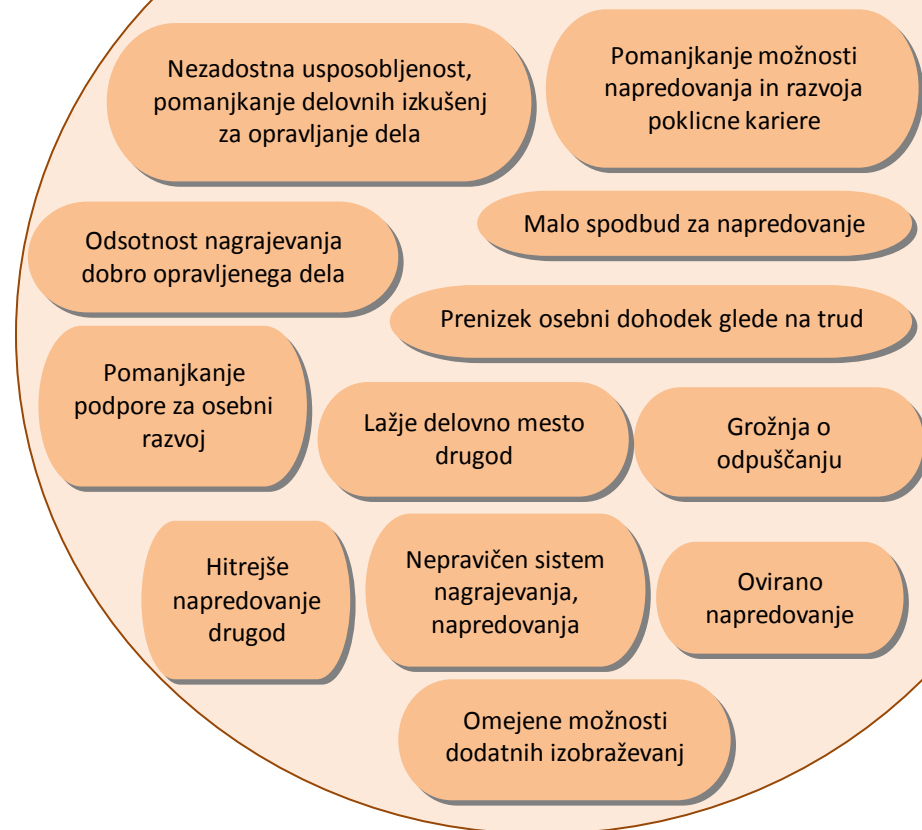 Nezadostna usposobljenost,
pomanjkanje delovnih izkušenj
za opravljanje dela
Pomanjkanje možnosti
napredovanja in razvoja
poklicne kariere
Malo spodbud za napredovanje
Odsotnost nagrajevanja
dobro opravljenega dela
Prenizek osebni dohodek glede na trud
Pomanjkanje
podpore za osebni
razvoj
Lažje delovno mesto
drugod
Grožnja o
odpuščanju
Hitrejše
napredovanje
drugod
Nepravičen sistem
nagrajevanja,
napredovanja
Ovirano
napredovanje
Omejene možnosti
dodatnih izobraževanj